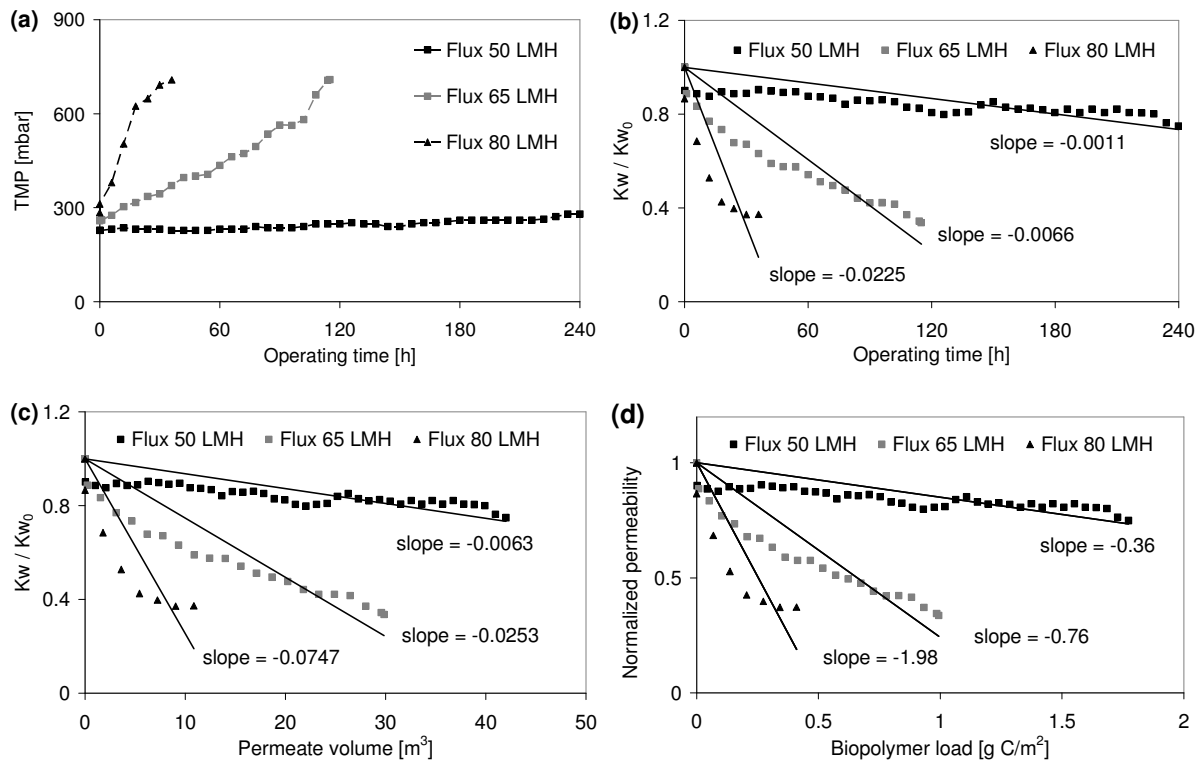 (a)
900
600
300
0
TMP [mbar]
Flux 50 LMH
Flux 65 LMH
Flux 80 LMH
0 60 120 180 240
Operating time [h]
(b)
1.2
0.8
0.4
0
Kw / Kw0
Flux 50 LMH Flux 65 LMH Flux 80 LMH
slope = -0.0011
slope = -0.0066
slope = -0.0225
0 60 120 180 240
Operating time [h]
(c)
1.2
0.8
0.4
0
Kw / Kw0
Flux 50 LMH Flux 65 LMH Flux 80 LMH
slope = -0.0063
slope = -0.0253
slope = -0.0747
0 10 20 30 40 50
Permeate volume [m³]
(d)
1
0.5
0
Normalized permeability
Flux 50 LMH Flux 65 LMH Flux 80 LMH
slope =
-0.36
slope = -0.76
slope = -1.98
0 0.5 1 1.5 2
Biopolymer load [g C/m²]